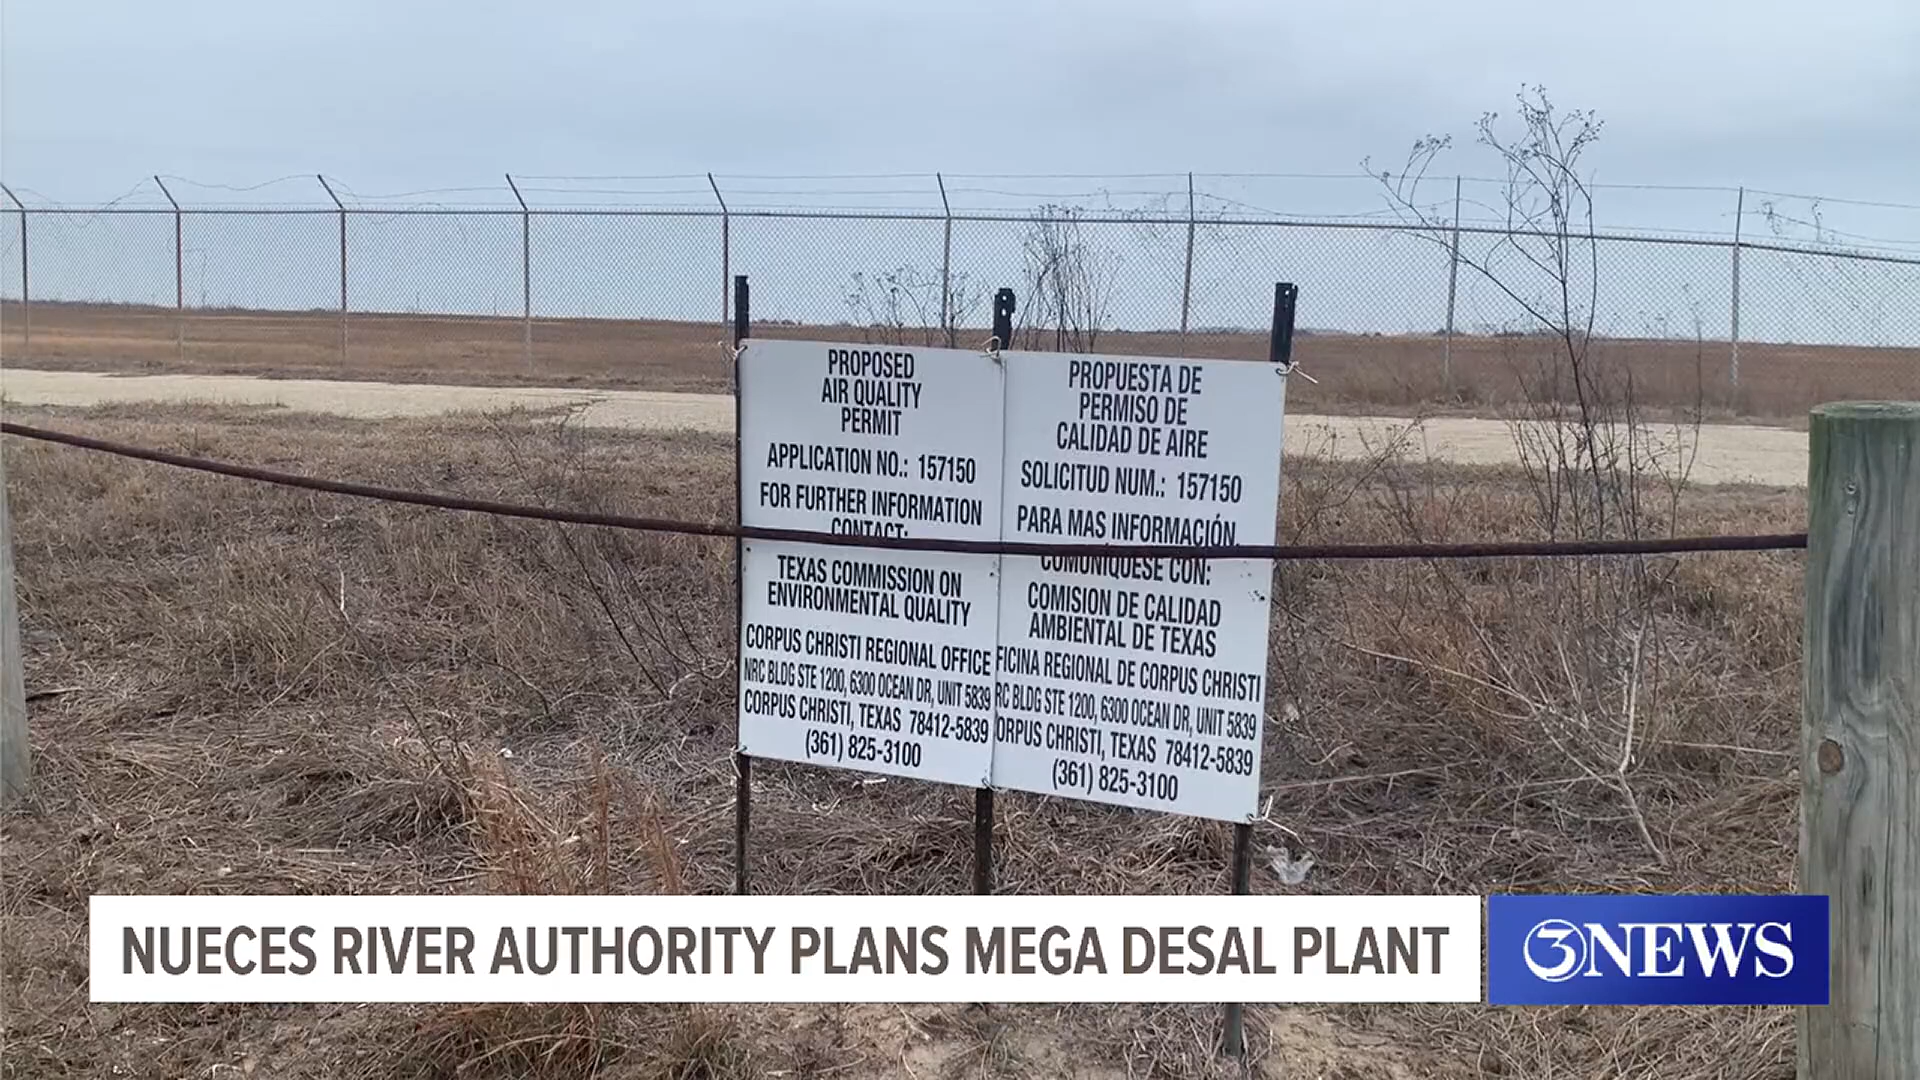 PROPOSED
AIR QUALITY
PERMIT
APPLICATION NO.: 157150
FOR FURTHER INFORMATION
CONTACT:
TEXAS COMMISSION ON
ENVIRONMENTAL QUALITY
CORPUS CHRISTI REGIONAL OFFICE
NRC BLDG STE 1200, 6300 OCEAN DR, UNIT 5839
CORPUS CHRISTI, TEXAS 78412-5839
(361) 825-3100
PROPUESTA DE
PERMISO DE
CALIDAD DE AIRE
SOLICITUD NUM.: 157150
PARA MAS INFORMACIÓN,
COMUNIQUESE CON:
COMISION DE CALIDAD
AMBIENTAL DE TEXAS
FICINA REGIONAL DE CORPUS CHRISTI
RC BLDG STE 1200, 6300 OCEAN DR, UNIT 5839
ORPUS CHRISTI, TEXAS 78412-5839
(361) 825-3100
NUECES RIVER AUTHORITY PLANS MEGA DESAL PLANT
3NEWS